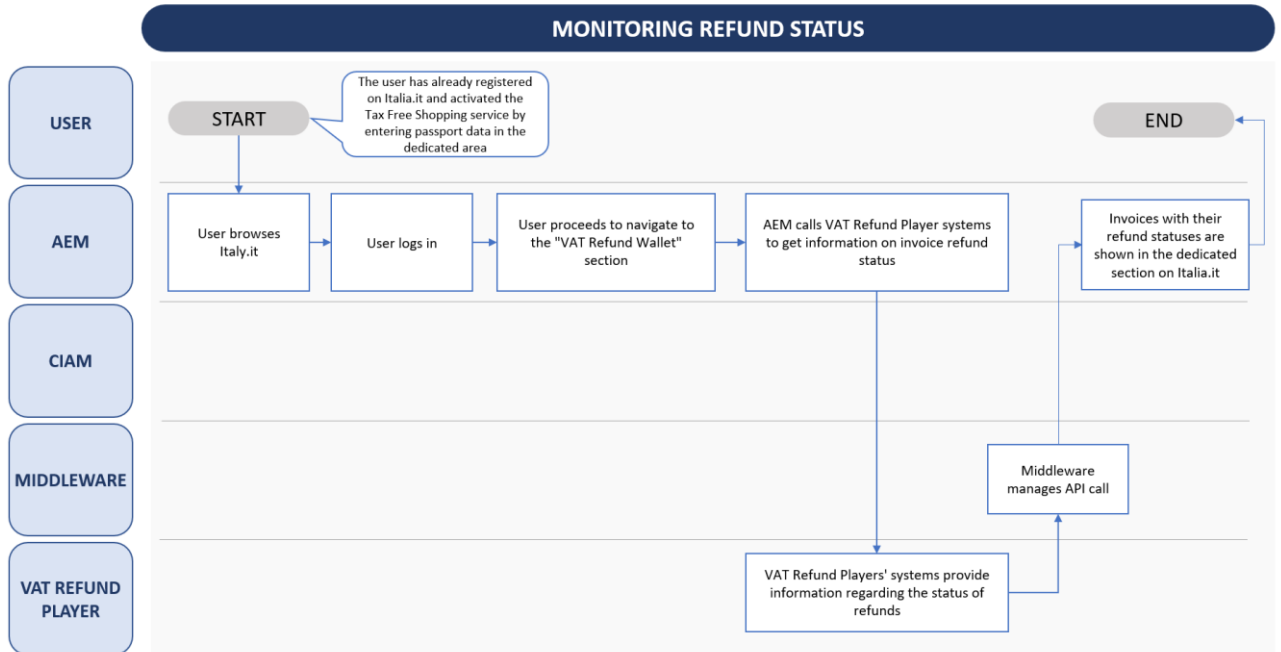 MONITORING REFUND STATUS
USER
START
The user has already registered
on Italia.it and activated the
Tax Free Shopping service by
entering passport data in the
dedicated area
END
AEM
User browses
Italy.it
User logs in
User proceeds to navigate to
the "VAT Refund Wallet"
section
AEM calls VAT Refund Player systems
to get information on invoice refund
status
Invoices with their
refund statuses are
shown in the dedicated
section on Italia.it
CIAM
MIDDLEWARE
Middleware
manages API call
VAT REFUND
PLAYER
VAT Refund Players' systems provide
information regarding the status of
refunds